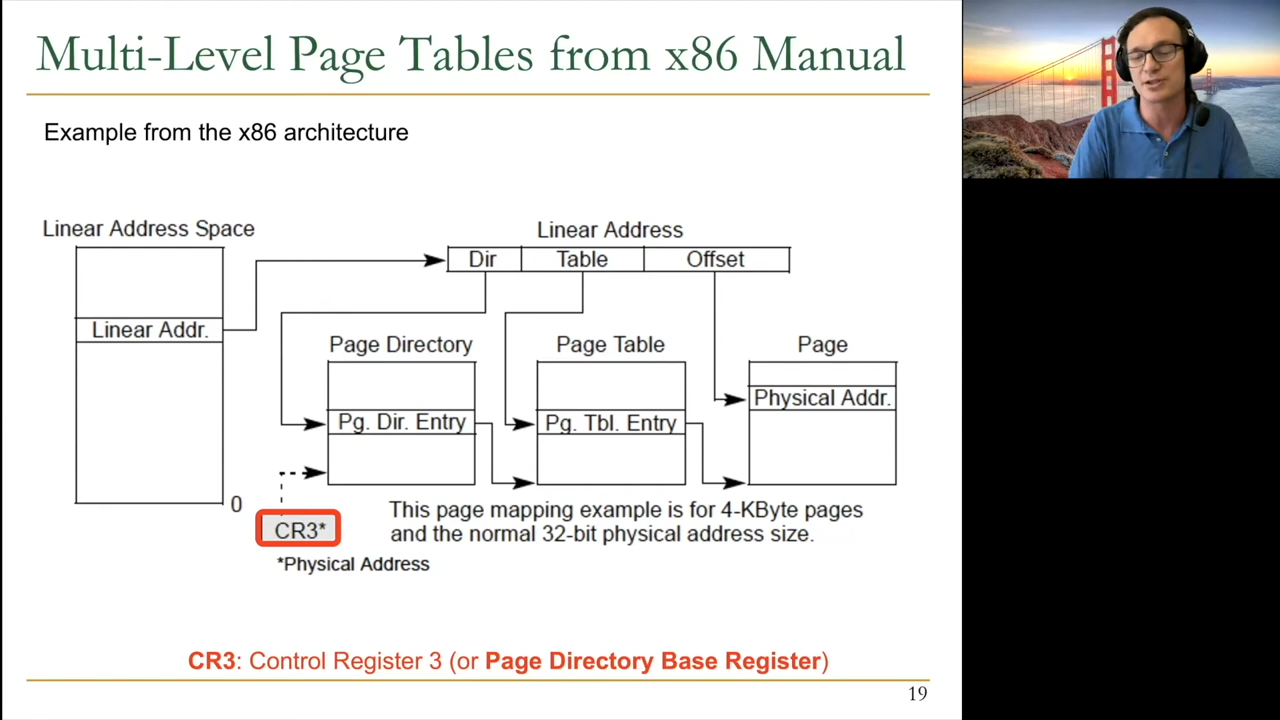 Multi-Level Page Tables from x86 Manual
Example from the x86 architecture
Linear Address Space
Linear Address
Dir Table Offset
Linear Addr.
Page Directory Page Table Page
Physical Addr.
Pg. Dir. Entry Pg. Tbl. Entry
0
This page mapping example is for 4-KByte pages
and the normal 32-bit physical address size.
CR3*
*Physical Address
CR3: Control Register 3 (or Page Directory Base Register)
19